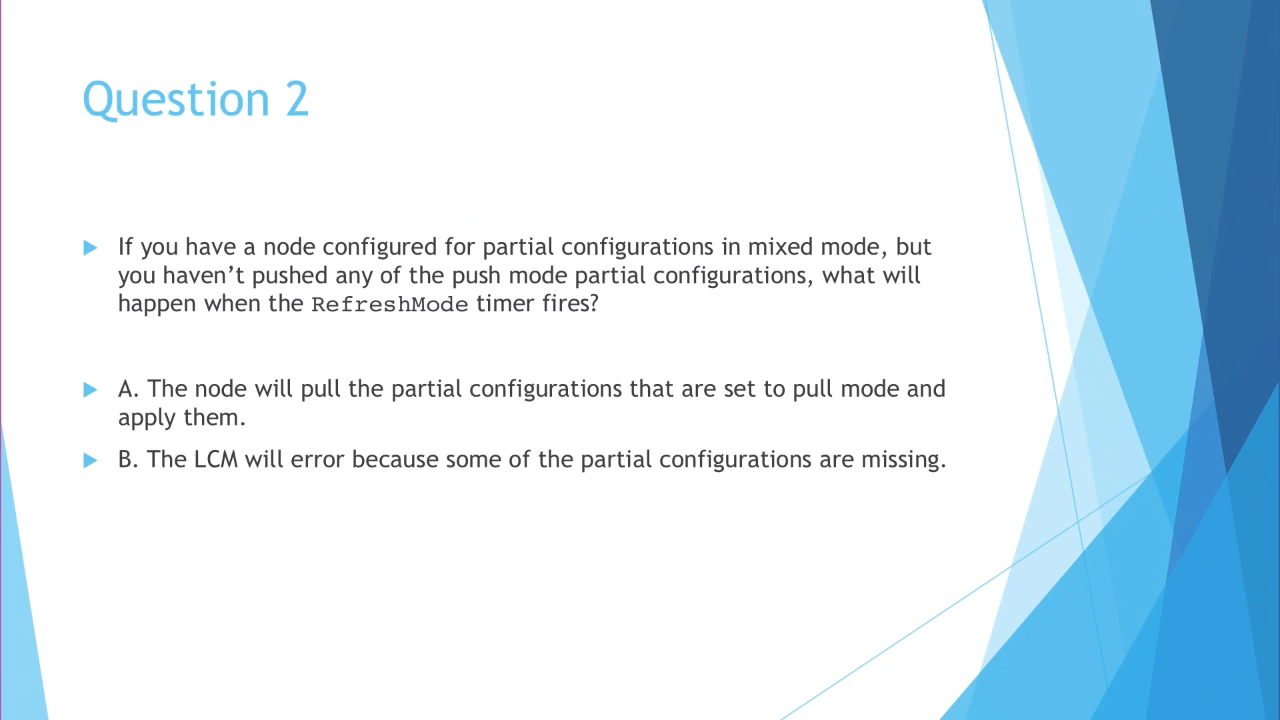 Question 2
If you have a node configured for partial configurations in mixed mode, but
you haven’t pushed any of the push mode partial configurations, what will
happen when the RefreshMode timer fires?
A. The node will pull the partial configurations that are set to pull mode and
apply them.
B. The LCM will error because some of the partial configurations are missing.